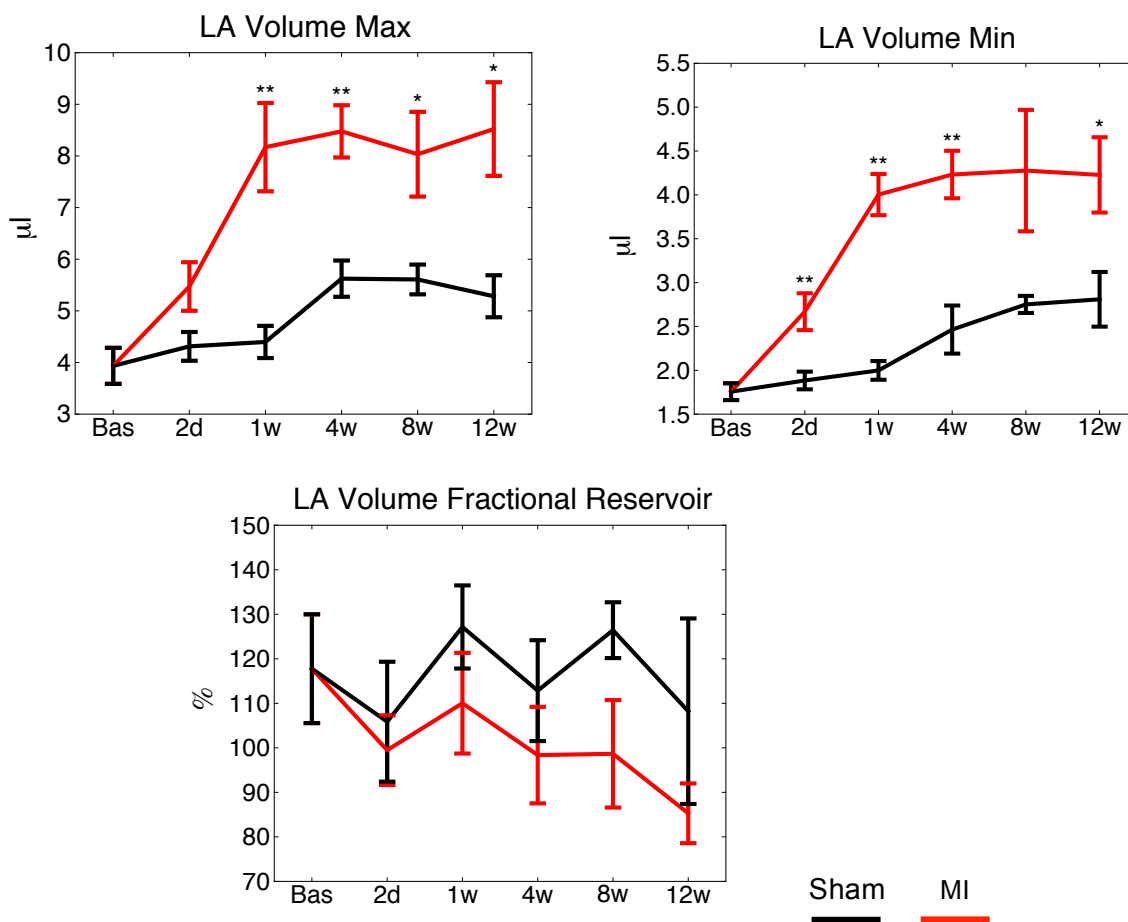 LA Volume Max
10
9
8
7
6
5
4
3
µl
** ** * *
Bas 2d 1w 4w 8w 12w
LA Volume Min
5.5
5.0
4.5
4.0
3.5
3.0
2.5
2.0
1.5
µl
** ** ** *
Bas 2d 1w 4w 8w 12w
LA Volume Fractional Reservoir
150
140
130
120
110
100
90
80
70
%
Bas 2d 1w 4w 8w 12w
Sham MI